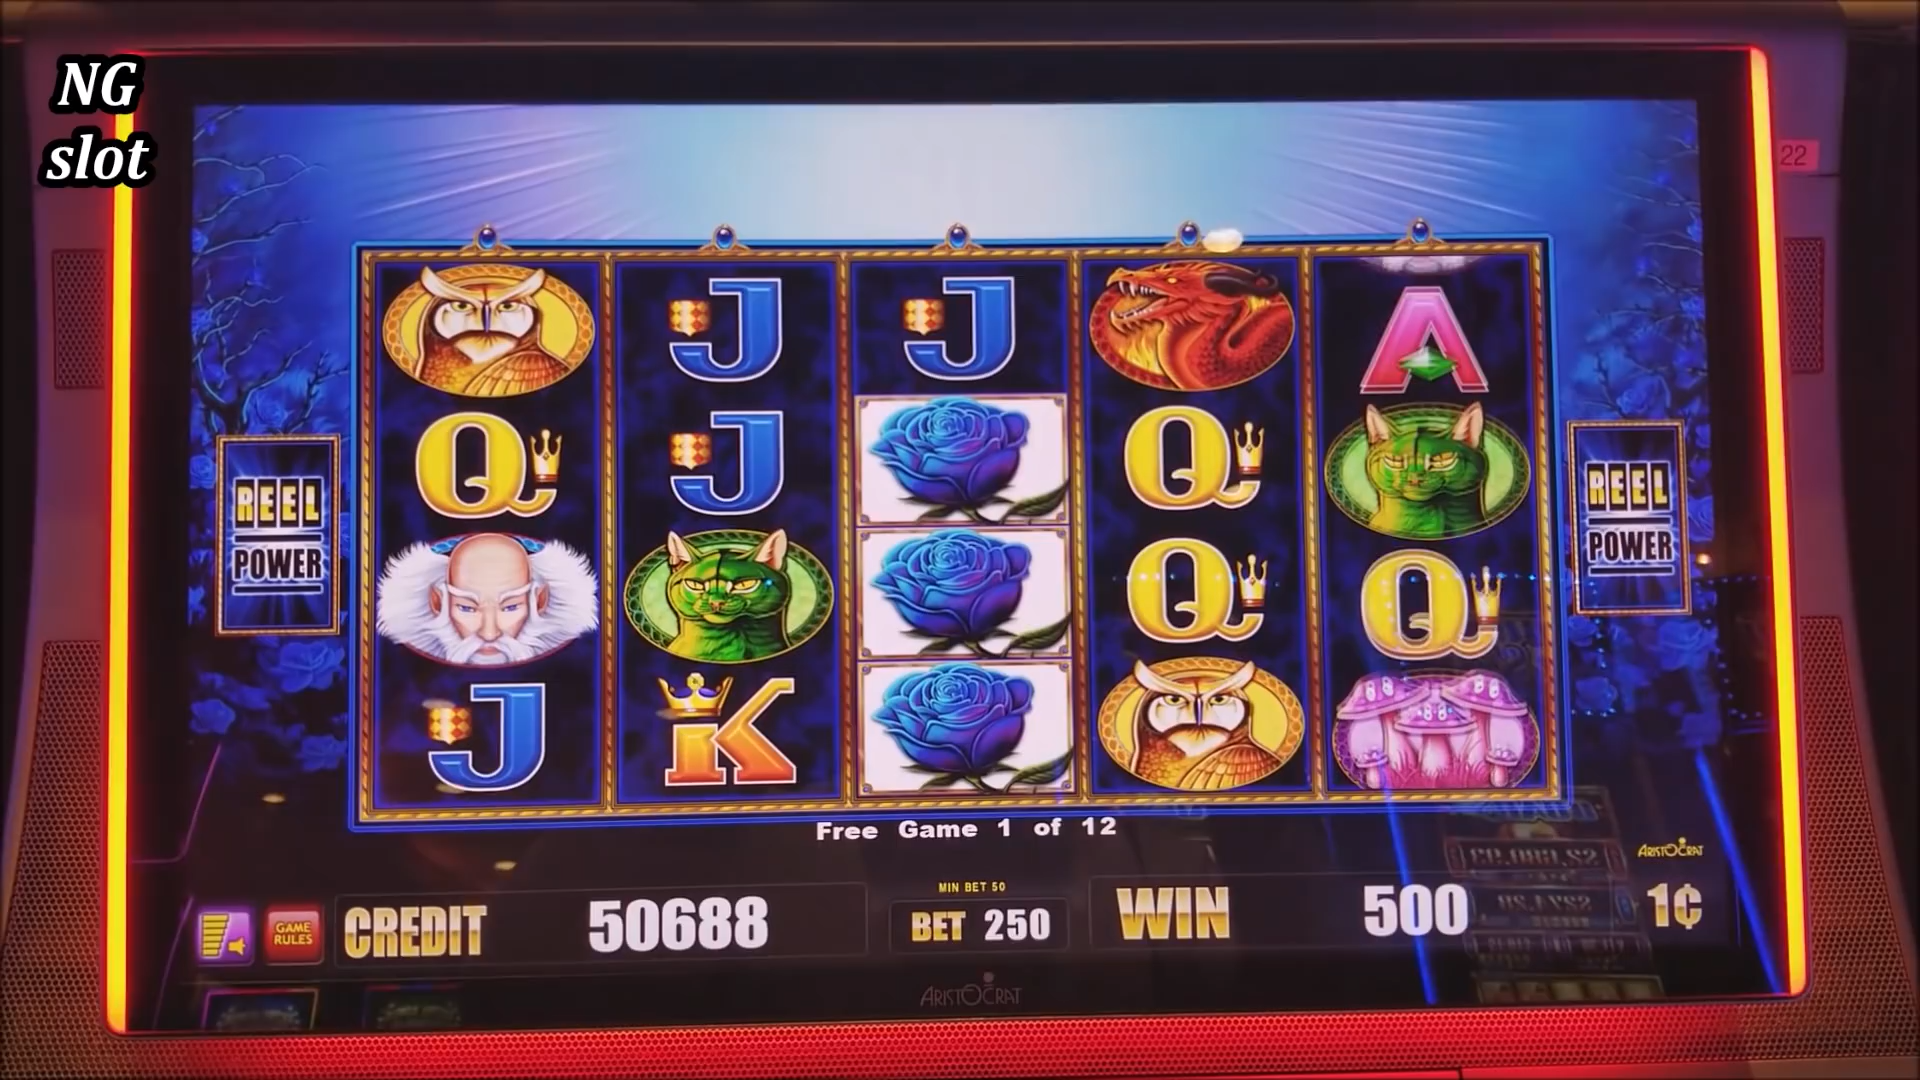 NG
slot
22
J
J
A
Q
J
Q
REEL
POWER
REEL
POWER
Q
Q
J
K
Free Game 1 of 12
ARISTOCRAT
MIN BET 50
GAME
RULES
CREDIT 50688
BET 250
WIN 500
1¢
ARISTOCRAT